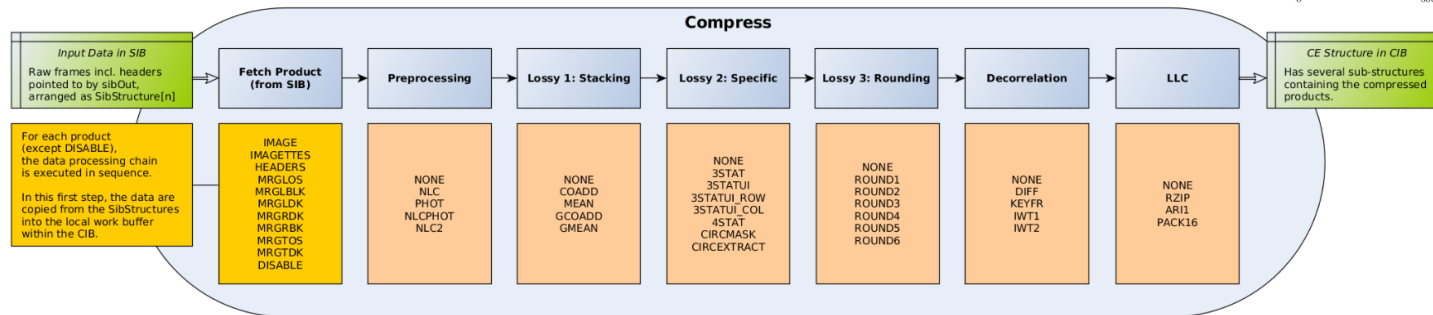 Compress
Input Data in SIB
Raw frames incl. headers
pointed to by sibOut,
arranged as SibStructure[n]
Fetch Product
(from SIB)
Preprocessing
Lossy 1: Stacking
Lossy 2: Specific
Lossy 3: Rounding
Decorrelation
LLC
CE Structure in CIB
Has several sub-structures
containing the compressed
products.
For each product
(except DISABLE),
the data processing chain
is executed in sequence.
In this first step, the data are
copied from the SibStructures
into the local work buffer
within the CIB.
IMAGE
IMAGETTES
HEADERS
MRGLOS
MRGLBLK
MRGLDK
MRGRDK
MRGRBK
MRGTOS
MRGTDK
DISABLE
NONE
NLC
PHOT
NLCPHOT
NLC2
NONE
COADD
MEAN
GCOADD
GMEAN
NONE
3STAT
3STATUI
3STATUI_ROW
3STATUI_COL
4STAT
CIRCMASK
CIRCEXTRACT
NONE
ROUND1
ROUND2
ROUND3
ROUND4
ROUND5
ROUND6
NONE
DIFF
KEYFR
IWT1
IWT2
NONE
RZIP
ARI1
PACK16